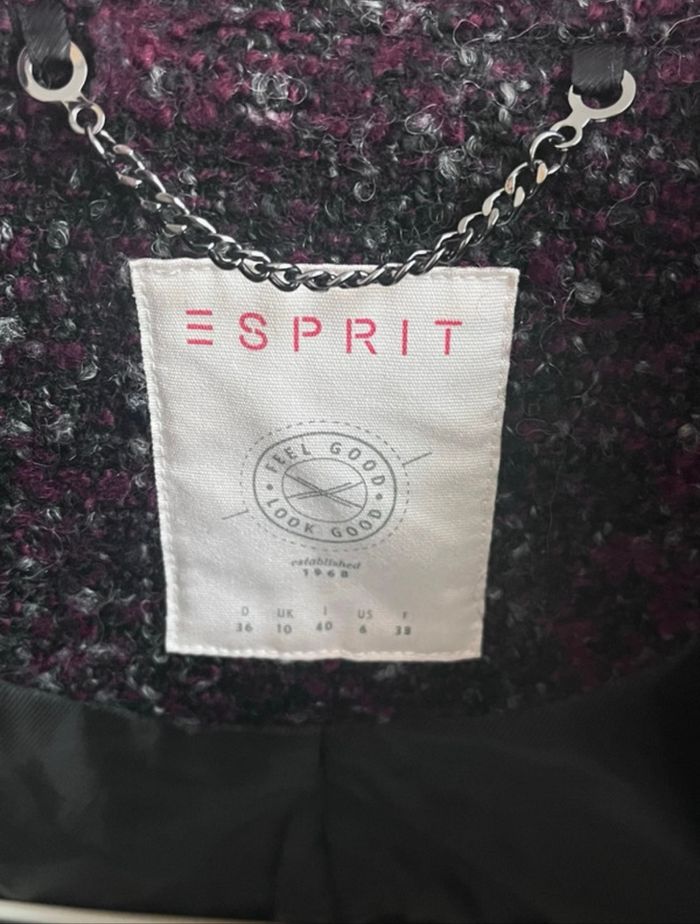 ESPRIT
FEEL GOOD
LOOK GOOD
established
1968
D UK I US F
36 10 40 6 38